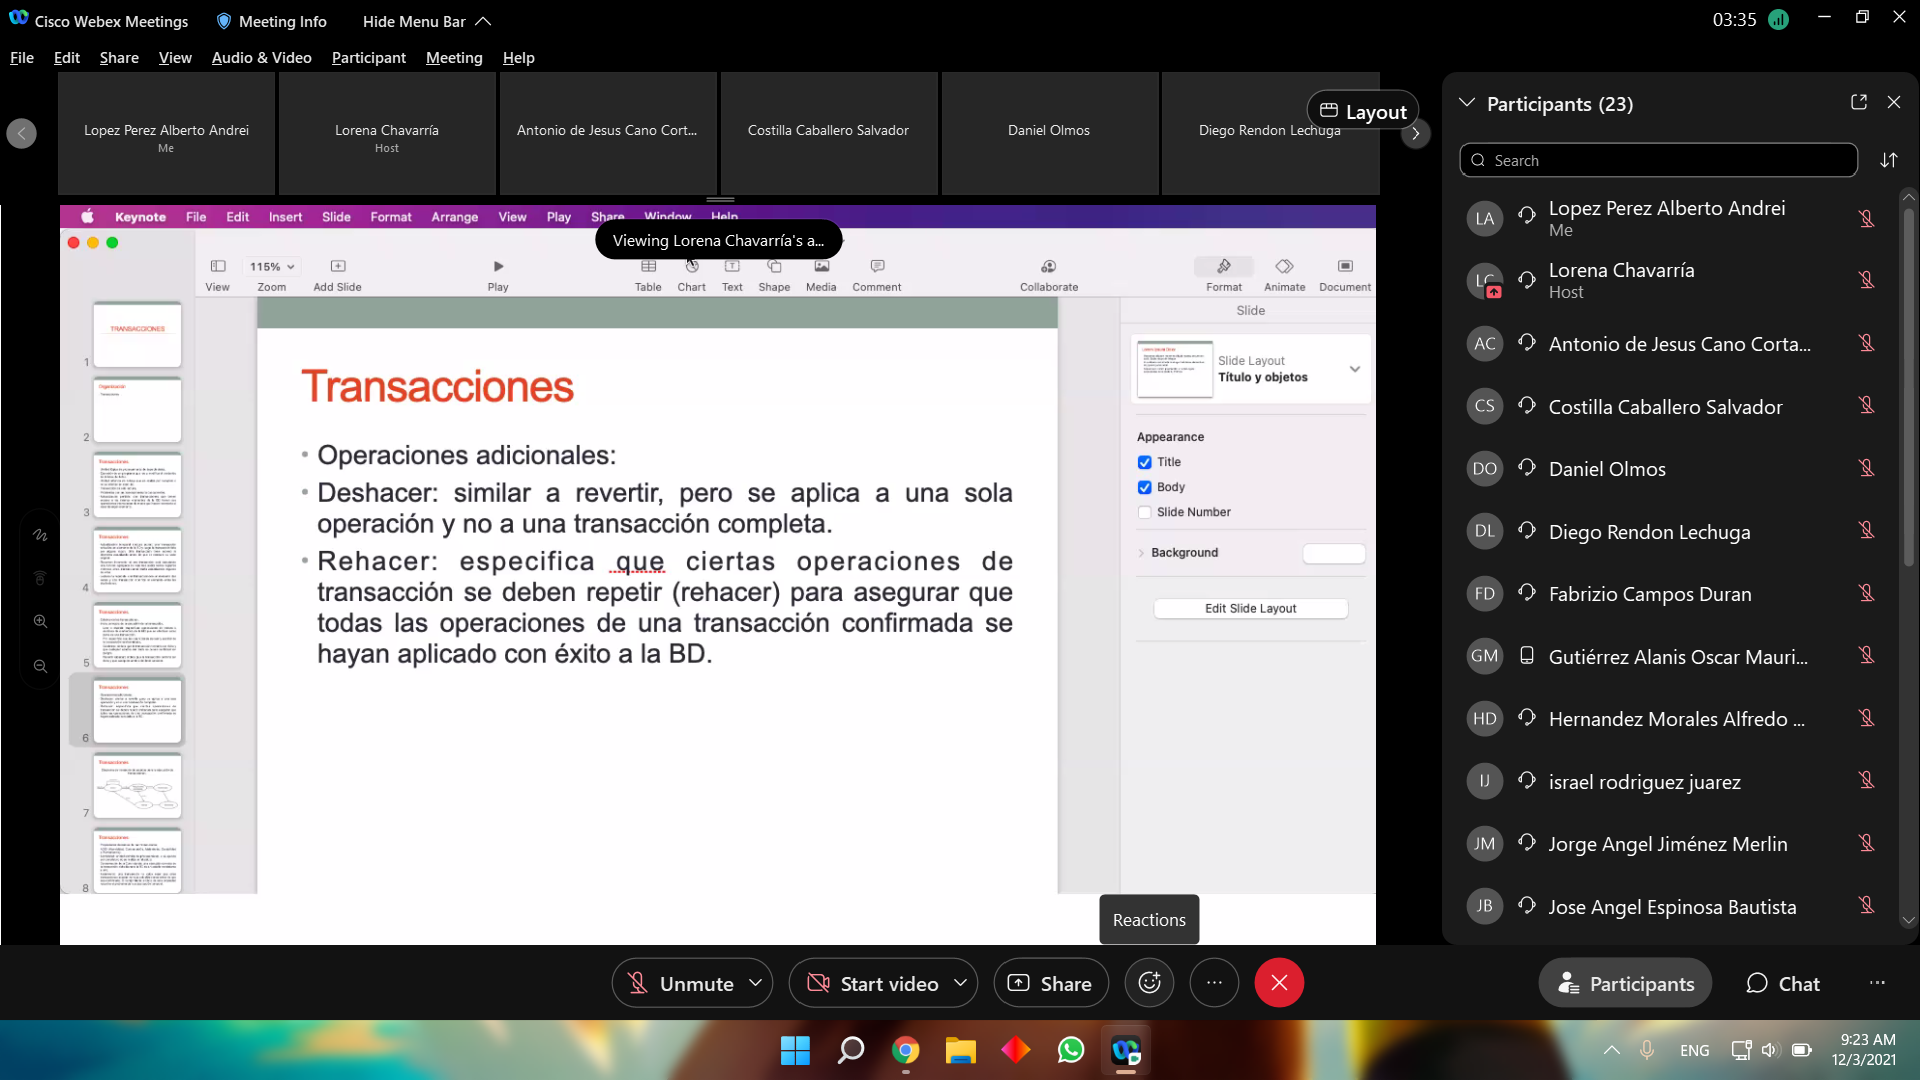 Cisco Webex Meetings
Meeting Info
Hide Menu Bar
03:35
File Edit Share View Audio & Video Participant Meeting Help
Lopez Perez Alberto Andrei
Me
Lorena Chavarría
Host
Antonio de Jesus Cano Cort...
Costilla Caballero Salvador
Daniel Olmos
Diego Rendon Lechuga
Layout
Keynote File Edit Insert Slide Format Arrange View Play Share Window Help
Viewing Lorena Chavarría's a...
115%
View Zoom Add Slide Play Table Chart Text Shape Media Comment Collaborate Format Animate Document
TRANSACCIONES
1
2
3
4
5
6
7
8
Transacciones
• Operaciones adicionales:
• Deshacer: similar a revertir, pero se aplica a una sola
operación y no a una transacción completa.
• Rehacer: especifica que ciertas operaciones de
transacción se deben repetir (rehacer) para asegurar que
todas las operaciones de una transacción confirmada se
hayan aplicado con éxito a la BD.
Slide
Slide Layout
Título y objetos
Appearance
Title
Body
Slide Number
Background
Edit Slide Layout
Reactions
Participants (23)
Search
LA Lopez Perez Alberto Andrei
Me
LC Lorena Chavarría
Host
AC Antonio de Jesus Cano Corta...
CS Costilla Caballero Salvador
DO Daniel Olmos
DL Diego Rendon Lechuga
FD Fabrizio Campos Duran
GM Gutiérrez Alanis Oscar Mauri...
HD Hernandez Morales Alfredo ...
IJ israel rodriguez juarez
JM Jorge Angel Jiménez Merlin
JB Jose Angel Espinosa Bautista
Unmute
Start video
Share
Participants
Chat
ENG
9:23 AM
12/3/2021